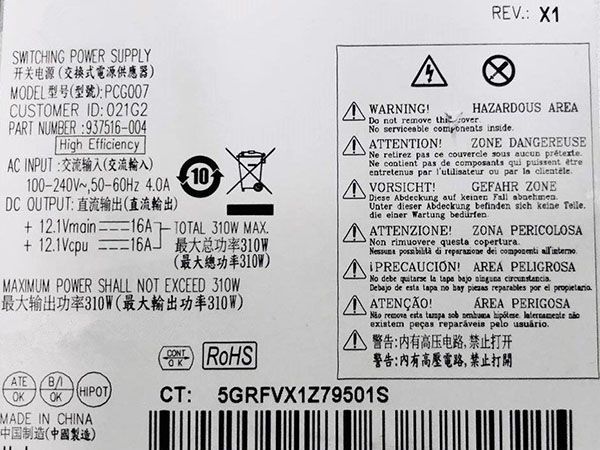 REV.: X1
SWITCHING POWER SUPPLY
开关电源 (交換式電源供應器)
MODEL型号(型號): PCG007
CUSTOMER ID: 021G2
PART NUMBER :937516-004
High Efficiency
AC INPUT :交流输入(交流輸入)
100-240V~,50-60Hz 4.0A
DC OUTPUT: 直流输出(直流輸出)
+ 12.1Vmain 16A
+ 12.1Vcpu 16A
TOTAL 310W MAX.
最大总功率310W
(最大總功率310W)
MAXIMUM POWER SHALL NOT EXCEED 310W
最大输出功率310W(最大輸出功率310W)
10
CONT OK
RoHS
ATE OK
B/I OK
HIPOT
MADE IN CHINA
中国制造(中國製造)
CT: 5GRFVX1Z79501S
WARNING! HAZARDOUS AREA
Do not remove this cover.
No serviceable components inside.
ATTENTION! ZONE DANGEREUSE
Ne retirez pas ce couvercle sous aucun prétexte.
Ne contient pas de composants qui puissent être
entretenus par l'utilisateur ou par la clientèle.
VORSICHT! GEFAHR ZONE
Diese Abdeckung auf keinen Fall abnehmen.
Unter dieser Abdeckung befinden sich keine Teile,
die einer Wartung bedürfen.
ATTENZIONE! ZONA PERICOLOSA
Non rimuovere questa copertura.
Nessuna possibilità di reparazione dei componenti all'interno.
¡PRECAUCIÓN! ÁREA PELIGROSA
No debe quitarse la tapa bajo ninguna circunstancia.
Debajo de esta tapa no hay piezas reparables por el propietario.
ATENÇÃO! ÁREA PERIGOSA
Não remova esta tampa sob nenhuma hipótese. Internamente não
existem peças reparáveis pelo usuário.
警告:内有高压电路,禁止打开
警告:内有高壓電路,禁止打開